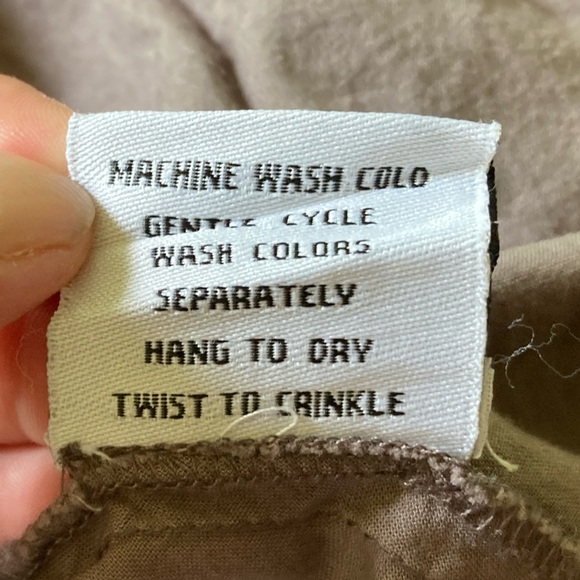 MACHINE WASH COLD
GENTLE CYCLE
WASH COLORS
SEPARATELY
HANG TO DRY
TWIST TO CRINKLE